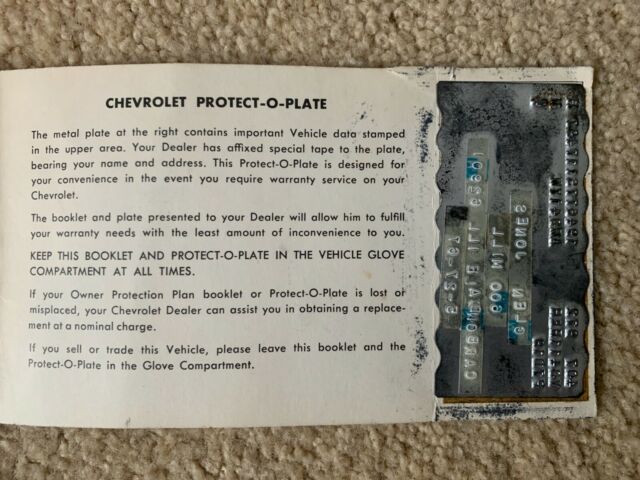 CHEVROLET PROTECT-O-PLATE
The metal plate at the right contains important Vehicle data stamped
in the upper area. Your Dealer has affixed special tape to the plate,
bearing your name and address. This Protect-O-Plate is designed for
your convenience in the event you require warranty service on your
Chevrolet.
The booklet and plate presented to your Dealer will allow him to fulfill
your warranty needs with the least amount of inconvenience to you.
KEEP THIS BOOKLET AND PROTECT-O-PLATE IN THE VEHICLE GLOVE
COMPARTMENT AT ALL TIMES.
If your Owner Protection Plan booklet or Protect-O-Plate is lost or
misplaced, your Chevrolet Dealer can assist you in obtaining a replace-
ment at a nominal charge.
If you sell or trade this Vehicle, please leave this booklet and the
Protect-O-Plate in the Glove Compartment.
GLEN JONES
MILL
CARBONDALE ILL 62901